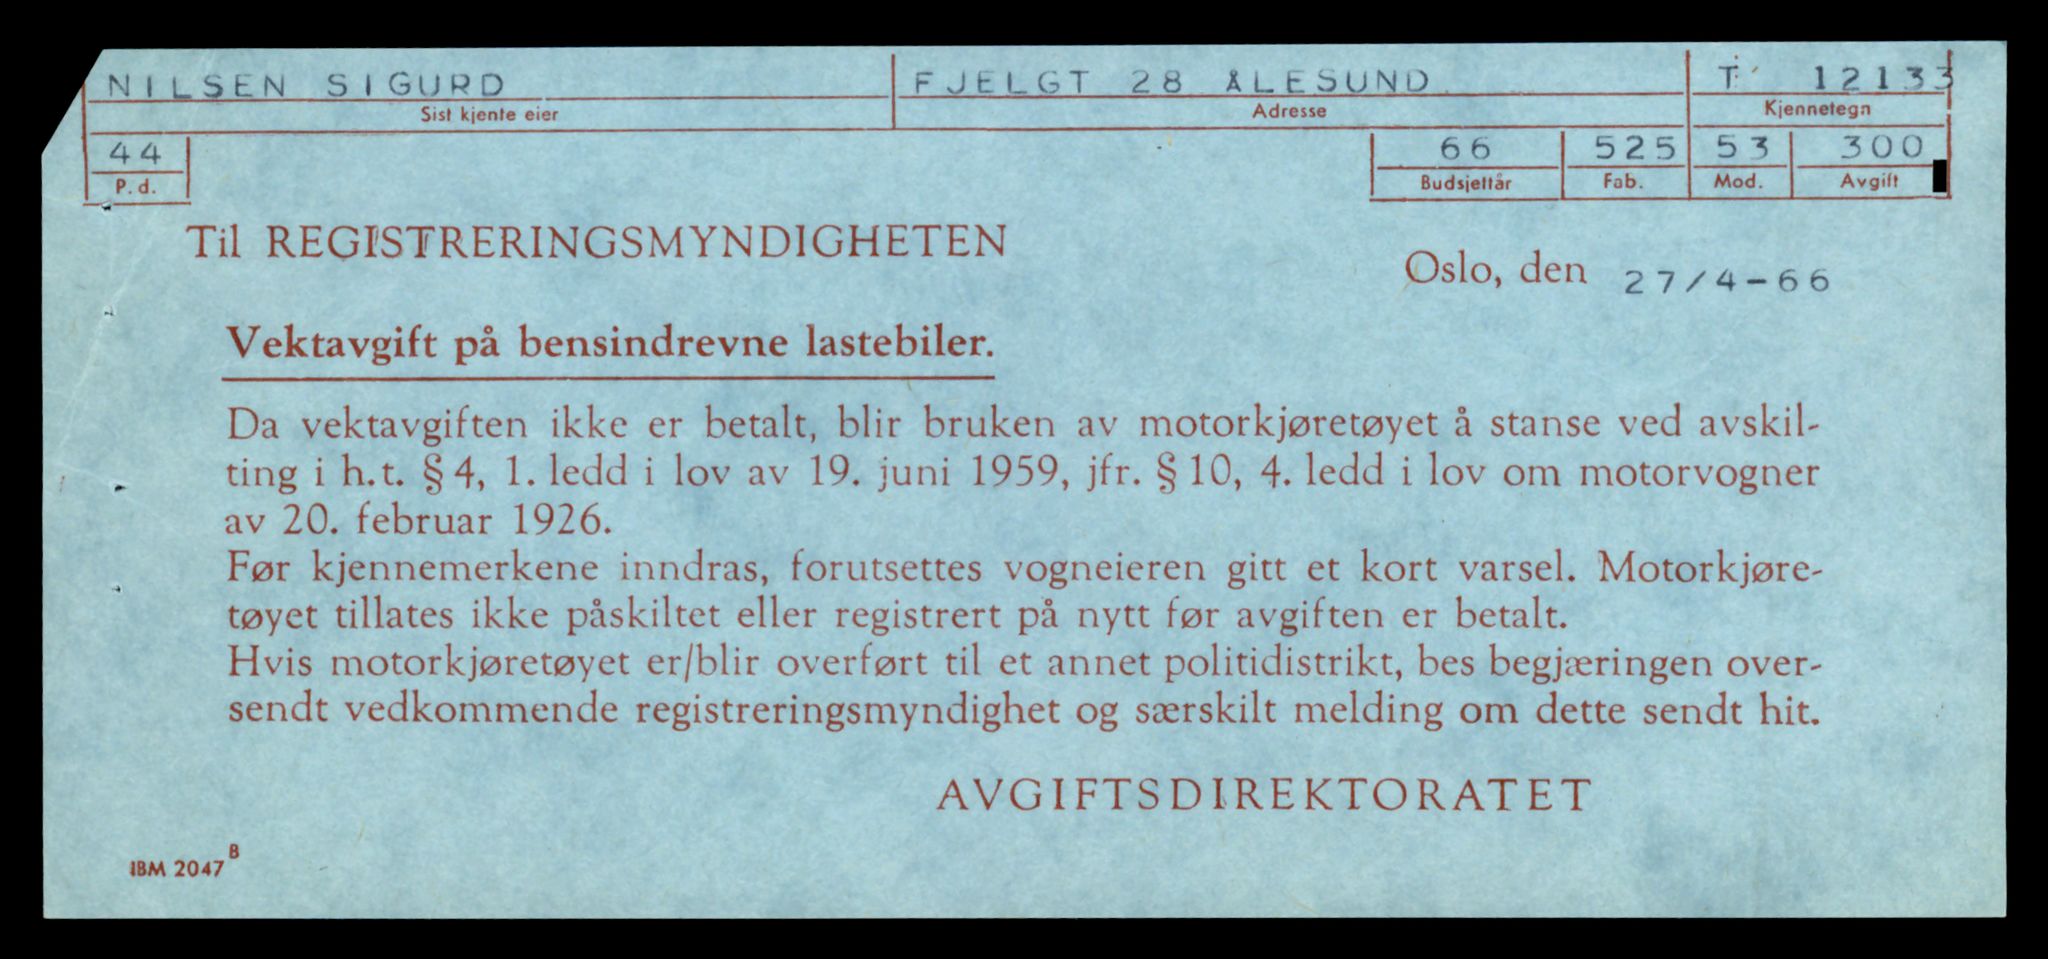 NILSEN SIGURD FJELGT 28 ÅLESUND T 12133
Sist kjente eier Adresse Kjennetegn
44 66 525 53 300
P. d. Budsjettår Fab. Mod. Avgift
Til REGISTRERINGSMYNDIGHETEN
Oslo, den 27/4-66
Vektavgift på bensindrevne lastebiler.
Da vektavgiften ikke er betalt, blir bruken av motorkjøretøyet å stanse ved avskil-
ting i h. t. § 4, 1. ledd i lov av 19. juni 1959, jfr. § 10, 4. ledd i lov om motorvogner
av 20. februar 1926.
Før kjennemerkene inndras, forutsettes vogneieren gitt et kort varsel. Motorkjøre-
tøyet tillates ikke påskiltet eller registrert på nytt før avgiften er betalt.
Hvis motorkjøretøyet er/blir overført til et annet politidistrikt, bes begjæringen over-
sendt vedkommende registreringsmyndighet og særskilt melding om dette sendt hit.
AVGIFTSDIREKTORATET
IBM 2047 B